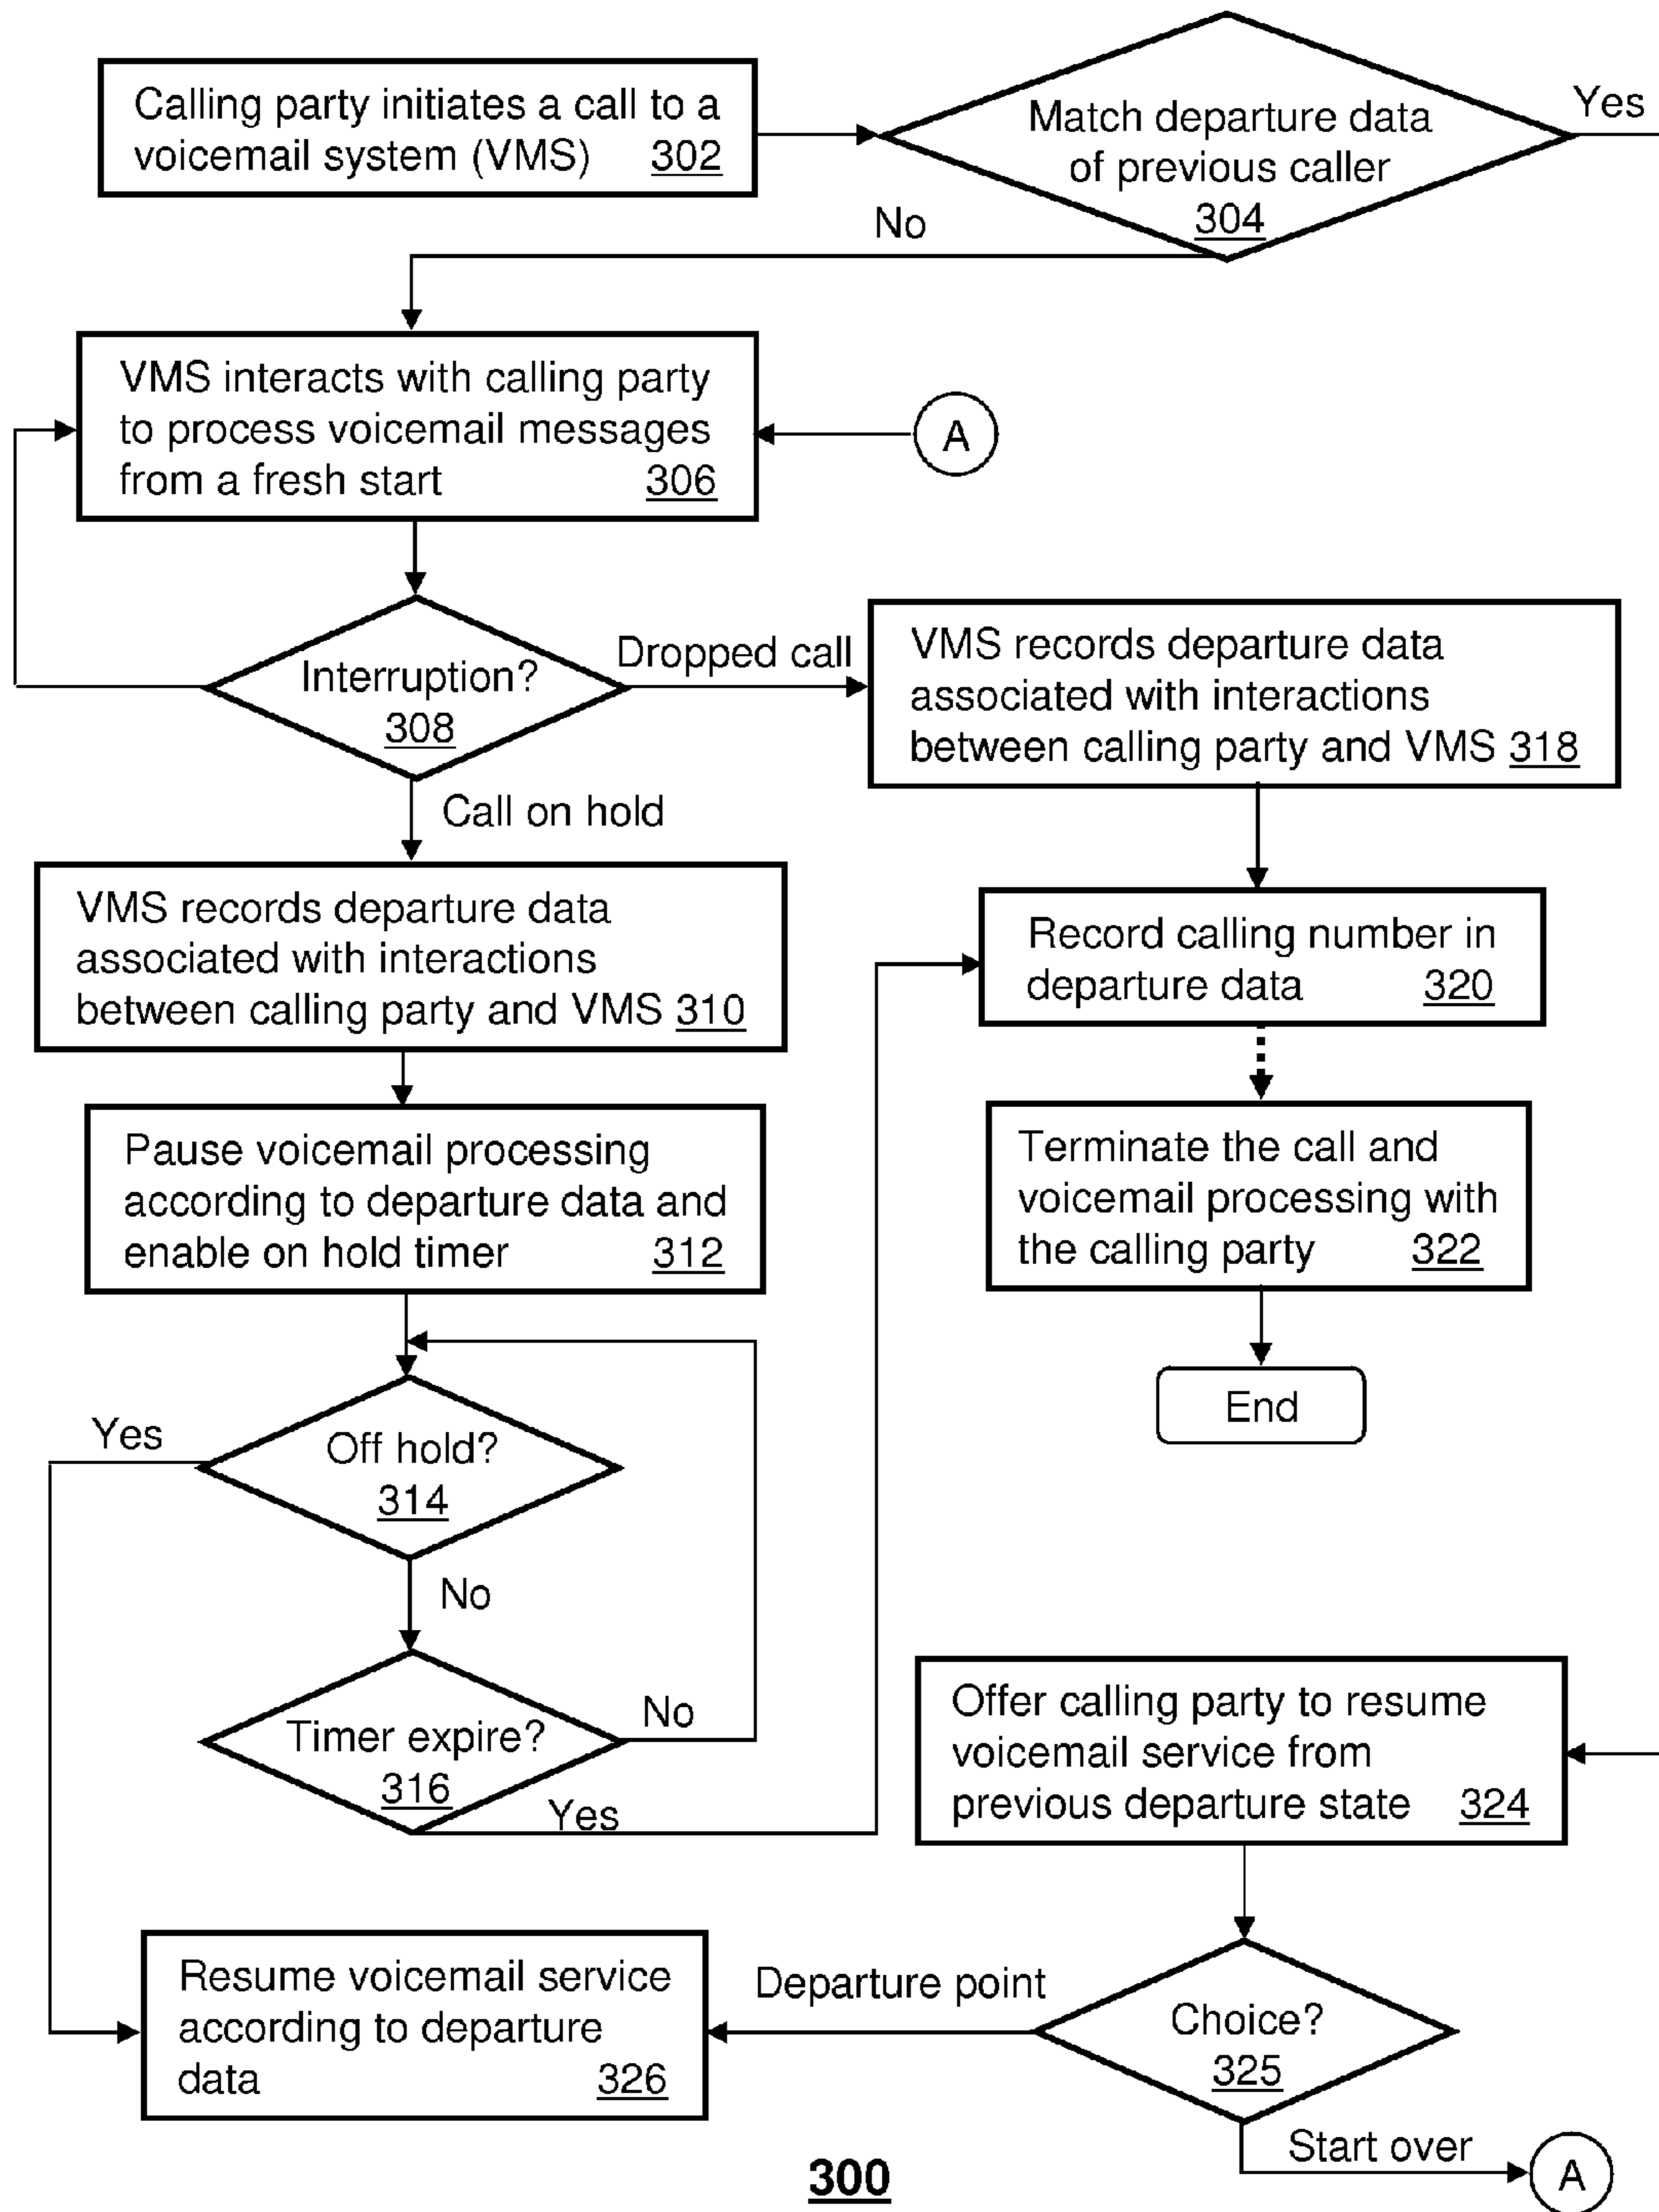 Calling party initiates a call to a
voicemail system (VMS) 302
Match departure data
of previous caller
304
Yes
No
VMS interacts with calling party
to process voicemail messages
from a fresh start 306
A
Interruption?
308
Dropped call
VMS records departure data
associated with interactions
between calling party and VMS 318
Call on hold
VMS records departure data
associated with interactions
between calling party and VMS 310
Record calling number in
departure data 320
Pause voicemail processing
according to departure data and
enable on hold timer 312
Terminate the call and
voicemail processing with
the calling party 322
End
Yes
Off hold?
314
No
Timer expire?
316
No
Yes
Offer calling party to resume
voicemail service from
previous departure state 324
Resume voicemail service
according to departure
data 326
Departure point
Choice?
325
Start over
A
300